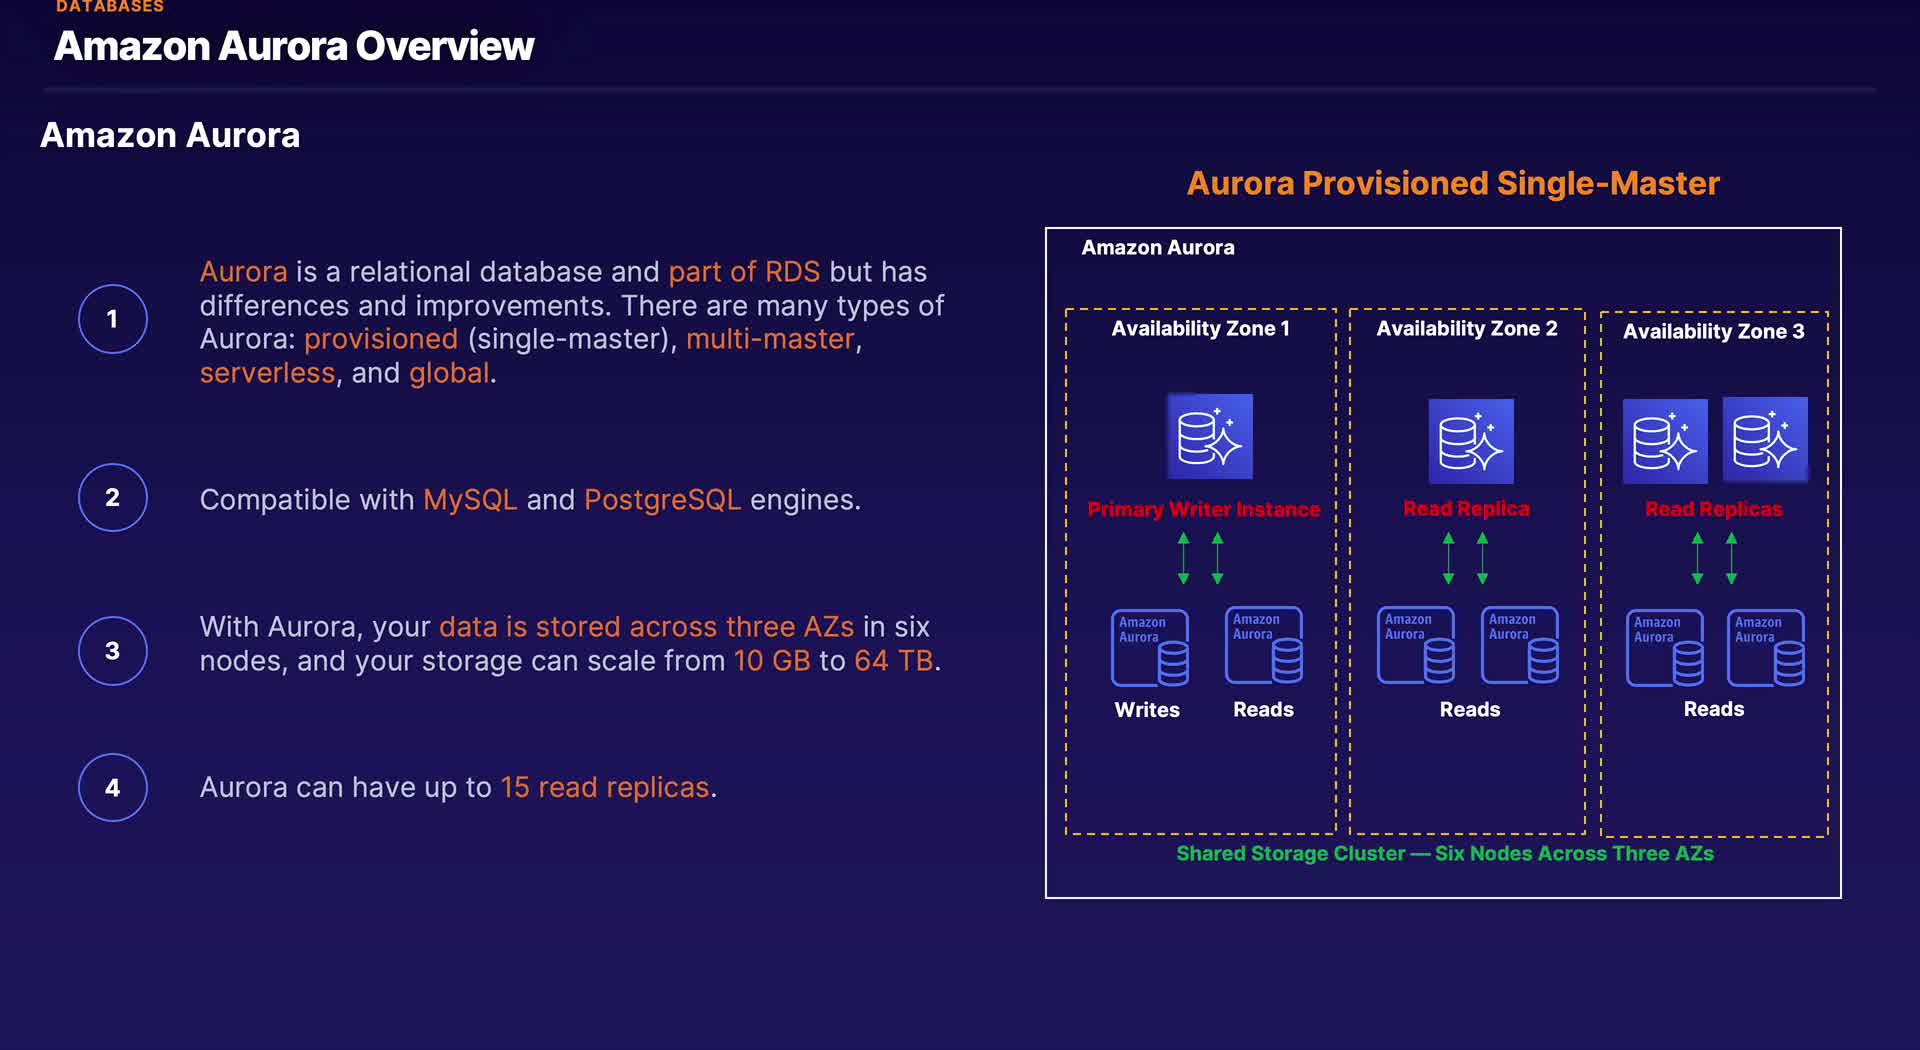 DATABASES
Amazon Aurora Overview
Amazon Aurora
1
Aurora is a relational database and part of RDS but has
differences and improvements. There are many types of
Aurora: provisioned (single-master), multi-master,
serverless, and global.
2
Compatible with MySQL and PostgreSQL engines.
3
With Aurora, your data is stored across three AZs in six
nodes, and your storage can scale from 10 GB to 64 TB.
4
Aurora can have up to 15 read replicas.
Aurora Provisioned Single-Master
Amazon Aurora
Availability Zone 1
Primary Writer Instance
Amazon
Aurora
Amazon
Aurora
Writes
Reads
Availability Zone 2
Read Replica
Amazon
Aurora
Amazon
Aurora
Reads
Availability Zone 3
Read Replicas
Amazon
Aurora
Amazon
Aurora
Reads
Shared Storage Cluster — Six Nodes Across Three AZs